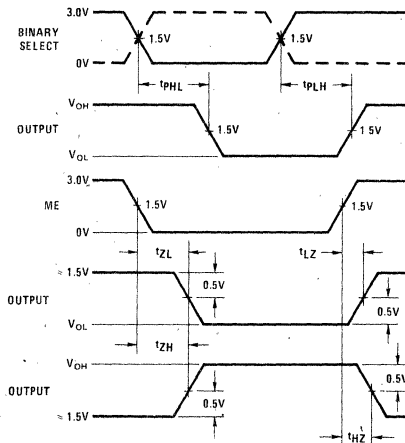 3.0V
BINARY
SELECT
1.5V
1.5V
0V
tPHL
tPLH
VOH
OUTPUT
1.5V
1.5V
VOL
3.0V
ME
1.5V
1.5V
0V
tZL
tLZ
≈ 1.5V
0.5V
OUTPUT
0.5V
VOL
tZH
VOH
0.5V
OUTPUT
0.5V
≈ 1.5V
tHZ